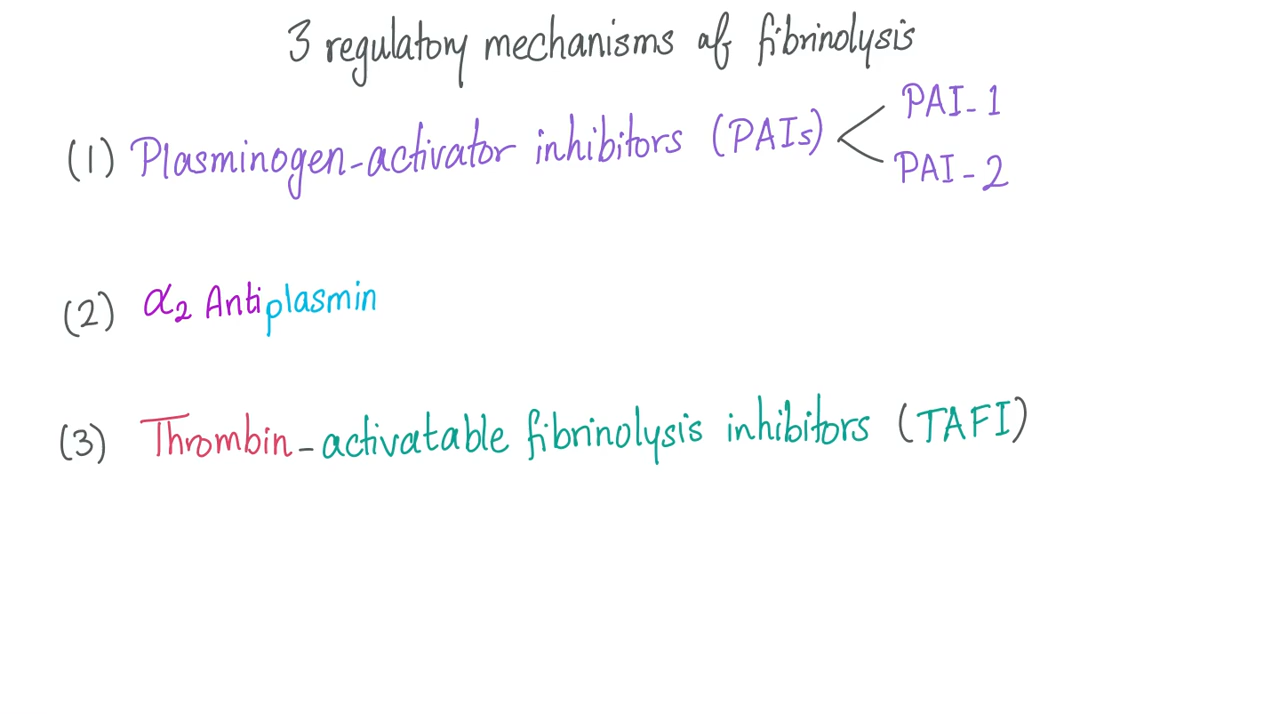 3 regulatory mechanisms of fibrinolysis
(1) Plasminogen-activator inhibitors (PAIs)
PAI-1
PAI-2
(2) α2 Antiplasmin
(3) Thrombin-activatable fibrinolysis inhibitors (TAFI)